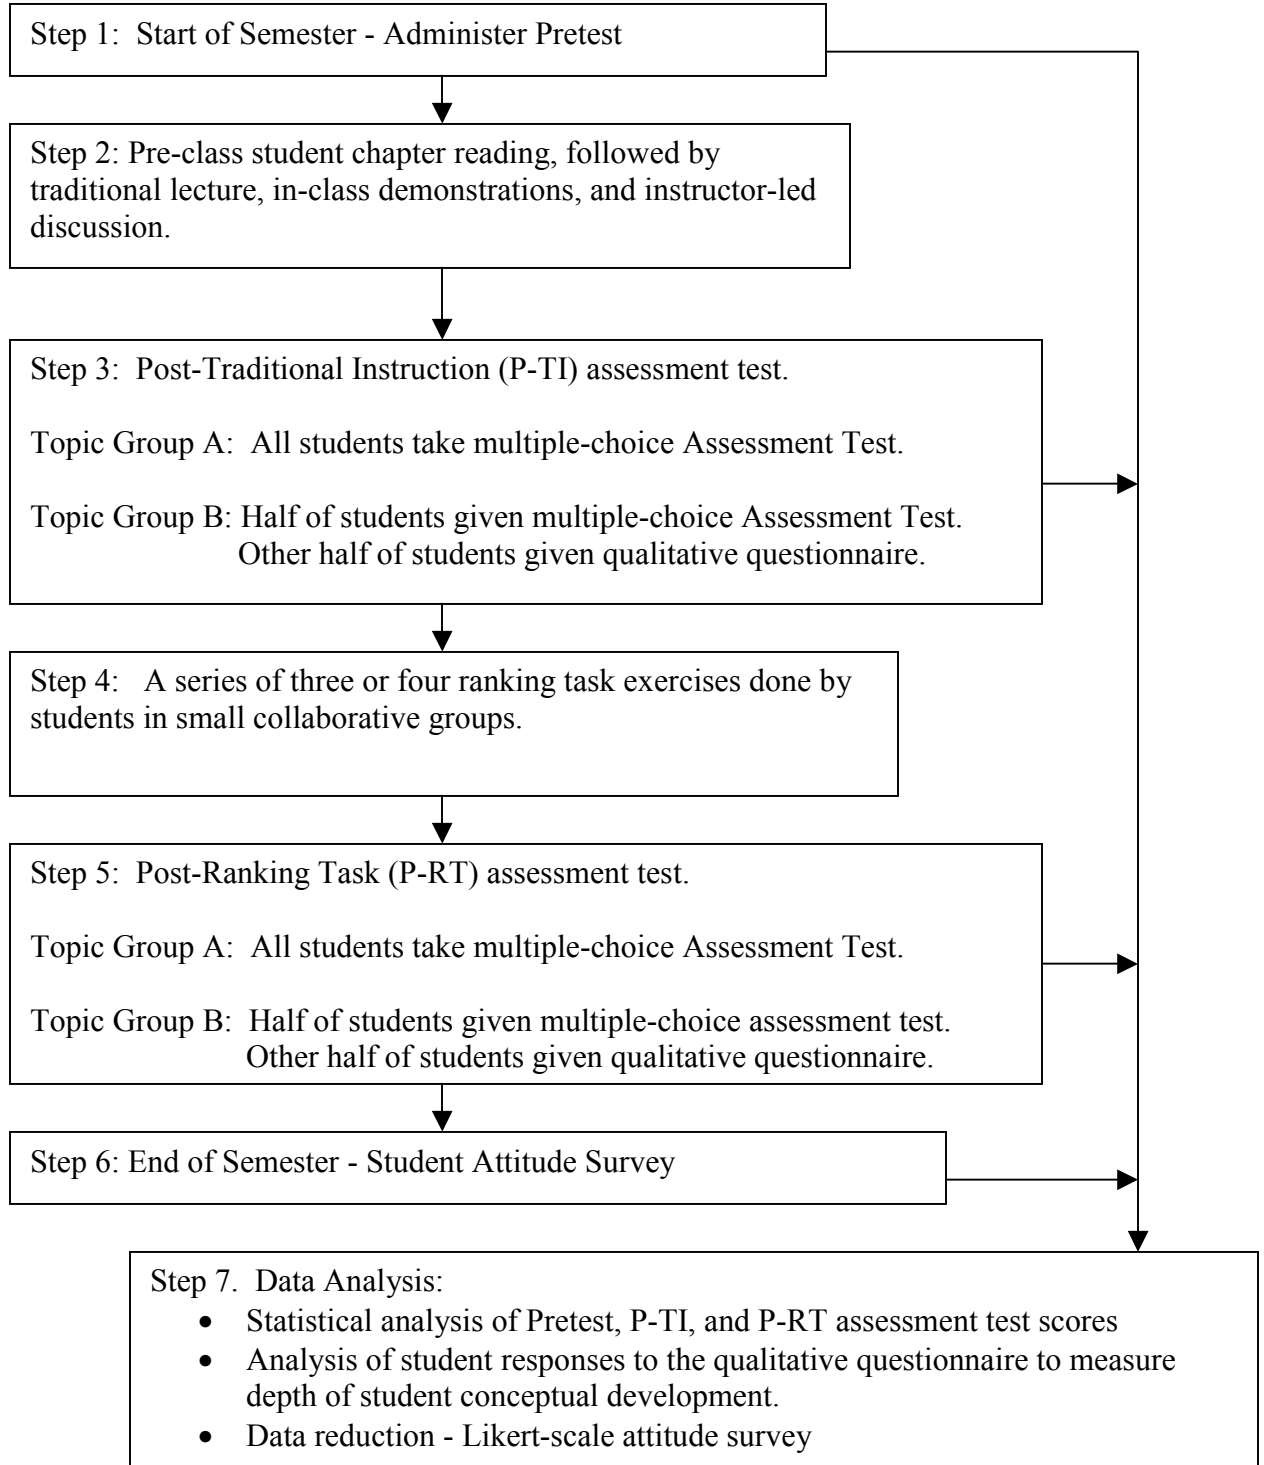 Step 1:  Start of Semester - Administer Pretest
Step 2: Pre-class student chapter reading, followed by
traditional lecture, in-class demonstrations, and instructor-led
discussion.
Step 3:  Post-Traditional Instruction (P-TI) assessment test.
Topic Group A:  All students take multiple-choice Assessment Test.
Topic Group B: Half of students given multiple-choice Assessment Test.
Other half of students given qualitative questionnaire.
Step 4:   A series of three or four ranking task exercises done by
students in small collaborative groups.
Step 5:  Post-Ranking Task (P-RT) assessment test.
Topic Group A:  All students take multiple-choice Assessment Test.
Topic Group B:  Half of students given multiple-choice assessment test.
Other half of students given qualitative questionnaire.
Step 6: End of Semester - Student Attitude Survey
Step 7.  Data Analysis:
• Statistical analysis of Pretest, P-TI, and P-RT assessment test scores
• Analysis of student responses to the qualitative questionnaire to measure
depth of student conceptual development.
• Data reduction - Likert-scale attitude survey